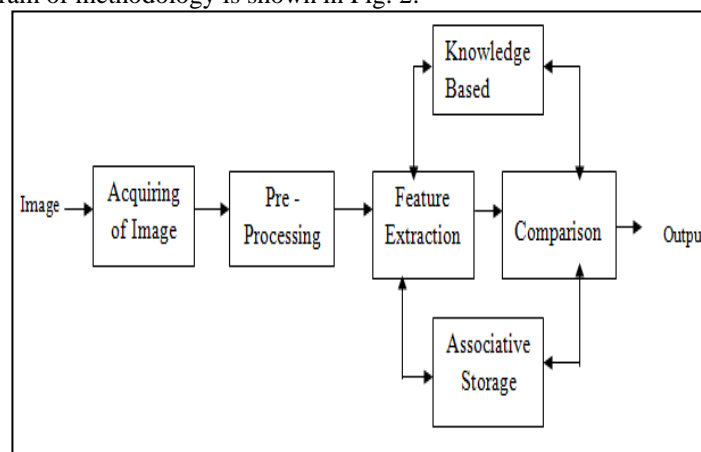 of methodology is shown in Fig. 2.
Knowledge
Based
Image
Acquiring
of Image
Pre -
Processing
Feature
Extraction
Comparison
Output
Associative
Storage